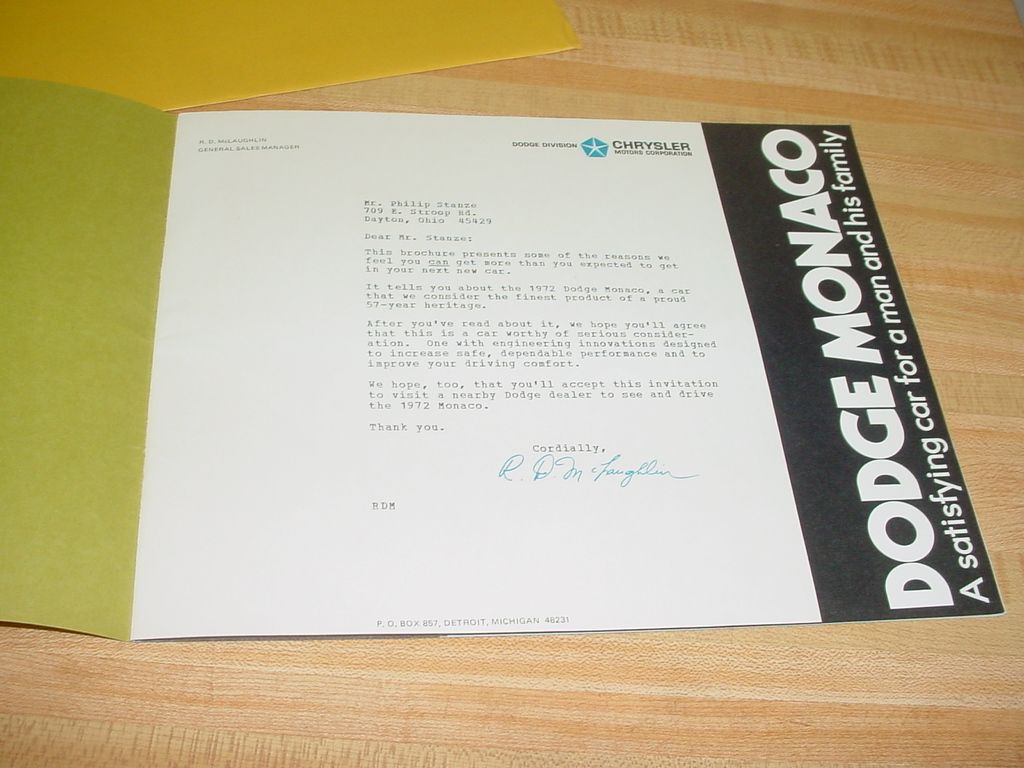 R. D. McLAUGHLIN
GENERAL SALES MANAGER
DODGE DIVISION
CHRYSLER
MOTORS CORPORATION
Mr. Philip Stanze
709 E. Stroop Rd.
Dayton, Ohio 45429
Dear Mr. Stanze:
This brochure presents some of the reasons we
feel you can get more than you expected to get
in your next new car.
It tells you about the 1972 Dodge Monaco, a car
that we consider the finest product of a proud
57-year heritage.
After you've read about it, we hope you'll agree
that this is a car worthy of serious consider-
ation. One with engineering innovations designed
to increase safe, dependable performance and to
improve your driving comfort.
We hope, too, that you'll accept this invitation
to visit a nearby Dodge dealer to see and drive
the 1972 Monaco.
Thank you.
Cordially,
R. D. McLaughlin
RDM
P. O. BOX 857, DETROIT, MICHIGAN 48231
DODGE MONACO
A satisfying car for a man and his family